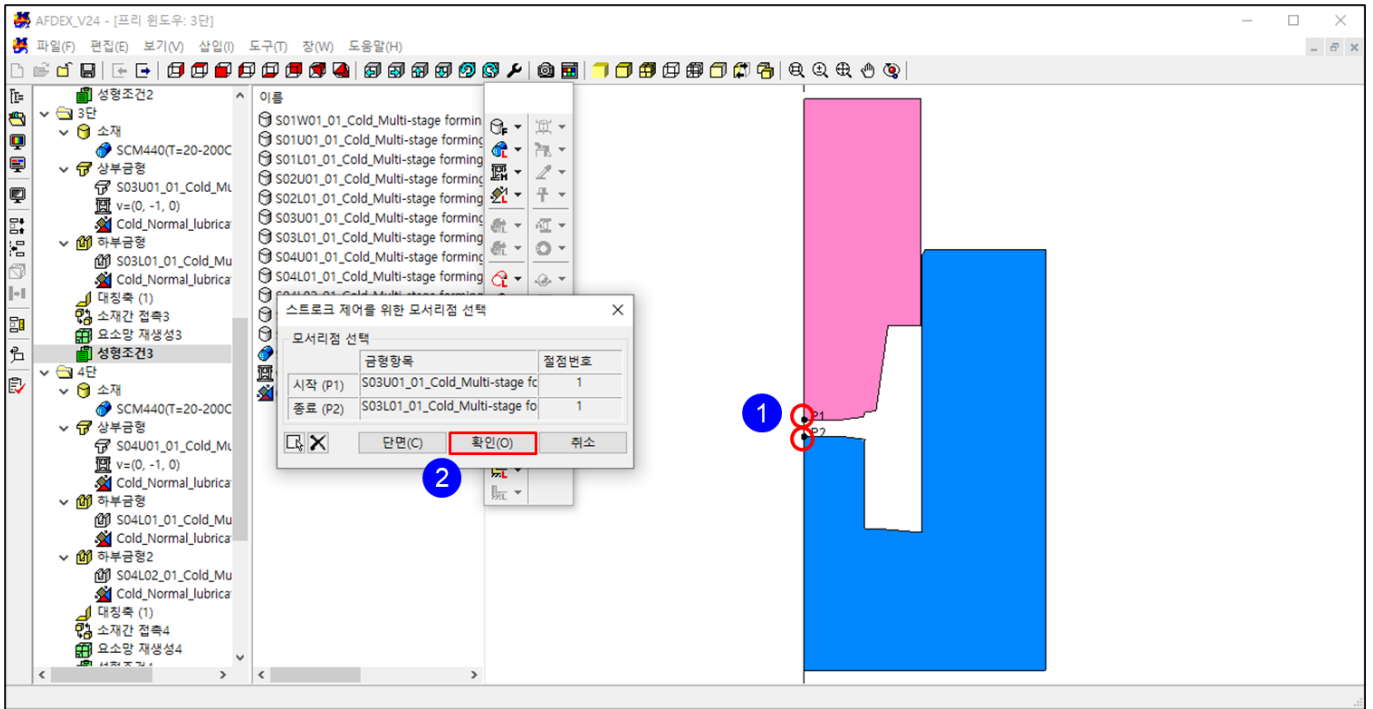 AFDEX_V24 - [프리 윈도우: 3단]
파일(F) 편집(E) 보기(V) 삽입(I) 도구(T) 창(W) 도움말(H)
성형조건2
3단
소재
SCM440(T=20-200C
상부금형
S03U01_01_Cold_Mu
v=(0, -1, 0)
Cold_Normal_lubrica
하부금형
S03L01_01_Cold_Mu
Cold_Normal_lubrica
대칭축 (1)
소재간 접촉3
요소망 재생성3
성형조건3
4단
소재
SCM440(T=20-200C
상부금형
S04U01_01_Cold_Mu
v=(0, -1, 0)
Cold_Normal_lubrica
하부금형
S04L01_01_Cold_Mu
Cold_Normal_lubrica
하부금형2
S04L02_01_Cold_Mu
Cold_Normal_lubrica
대칭축 (1)
소재간 접촉4
요소망 재생성4
이름
S01W01_01_Cold_Multi-stage formin
S01U01_01_Cold_Multi-stage forming
S01L01_01_Cold_Multi-stage forming
S02U01_01_Cold_Multi-stage forming
S02L01_01_Cold_Multi-stage forming
S03U01_01_Cold_Multi-stage forming
S03L01_01_Cold_Multi-stage forming
S04U01_01_Cold_Multi-stage forming
S04L01_01_Cold_Multi-stage forming
스트로크 제어를 위한 모서리점 선택
모서리점 선택
금형항목 절점번호
시작 (P1) S03U01_01_Cold_Multi-stage fc 1
종료 (P2) S03L01_01_Cold_Multi-stage fo 1
단면(C) 확인(O) 취소
2
1
P1
P2